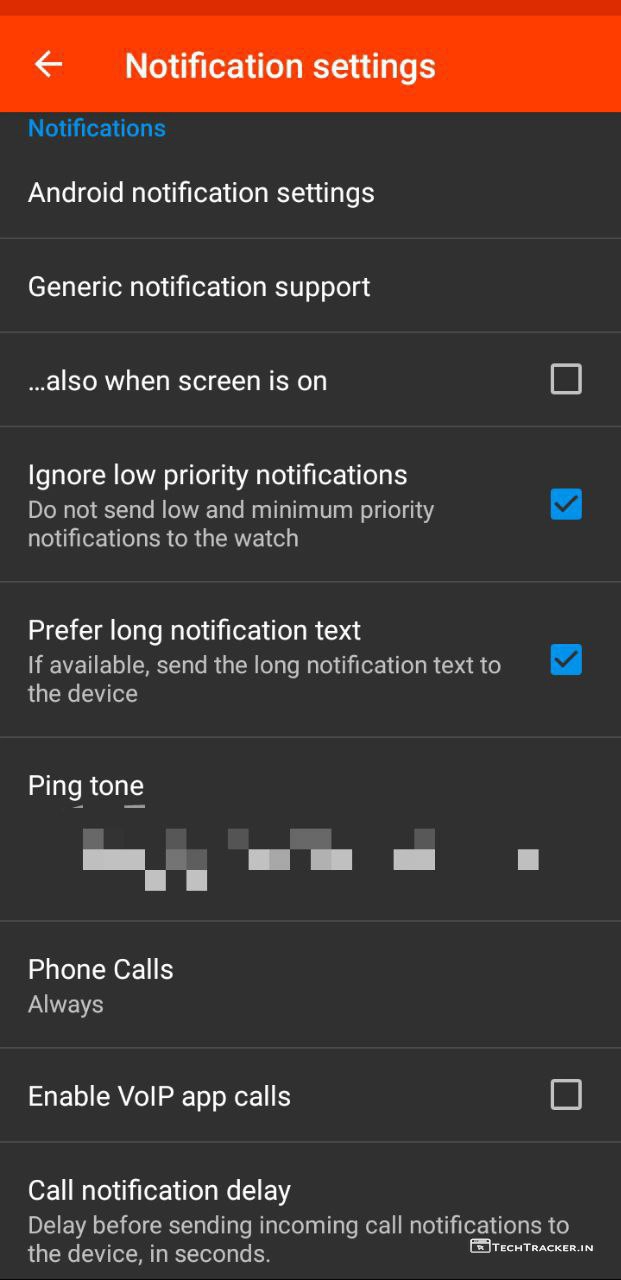 Notification settings
Notifications
Android notification settings
Generic notification support
...also when screen is on
Ignore low priority notifications
Do not send low and minimum priority
notifications to the watch
Prefer long notification text
If available, send the long notification text to
the device
Ping tone
Phone Calls
Always
Enable VoIP app calls
Call notification delay
Delay before sending incoming call notifications to
the device, in seconds.
TECHTRACKER.IN